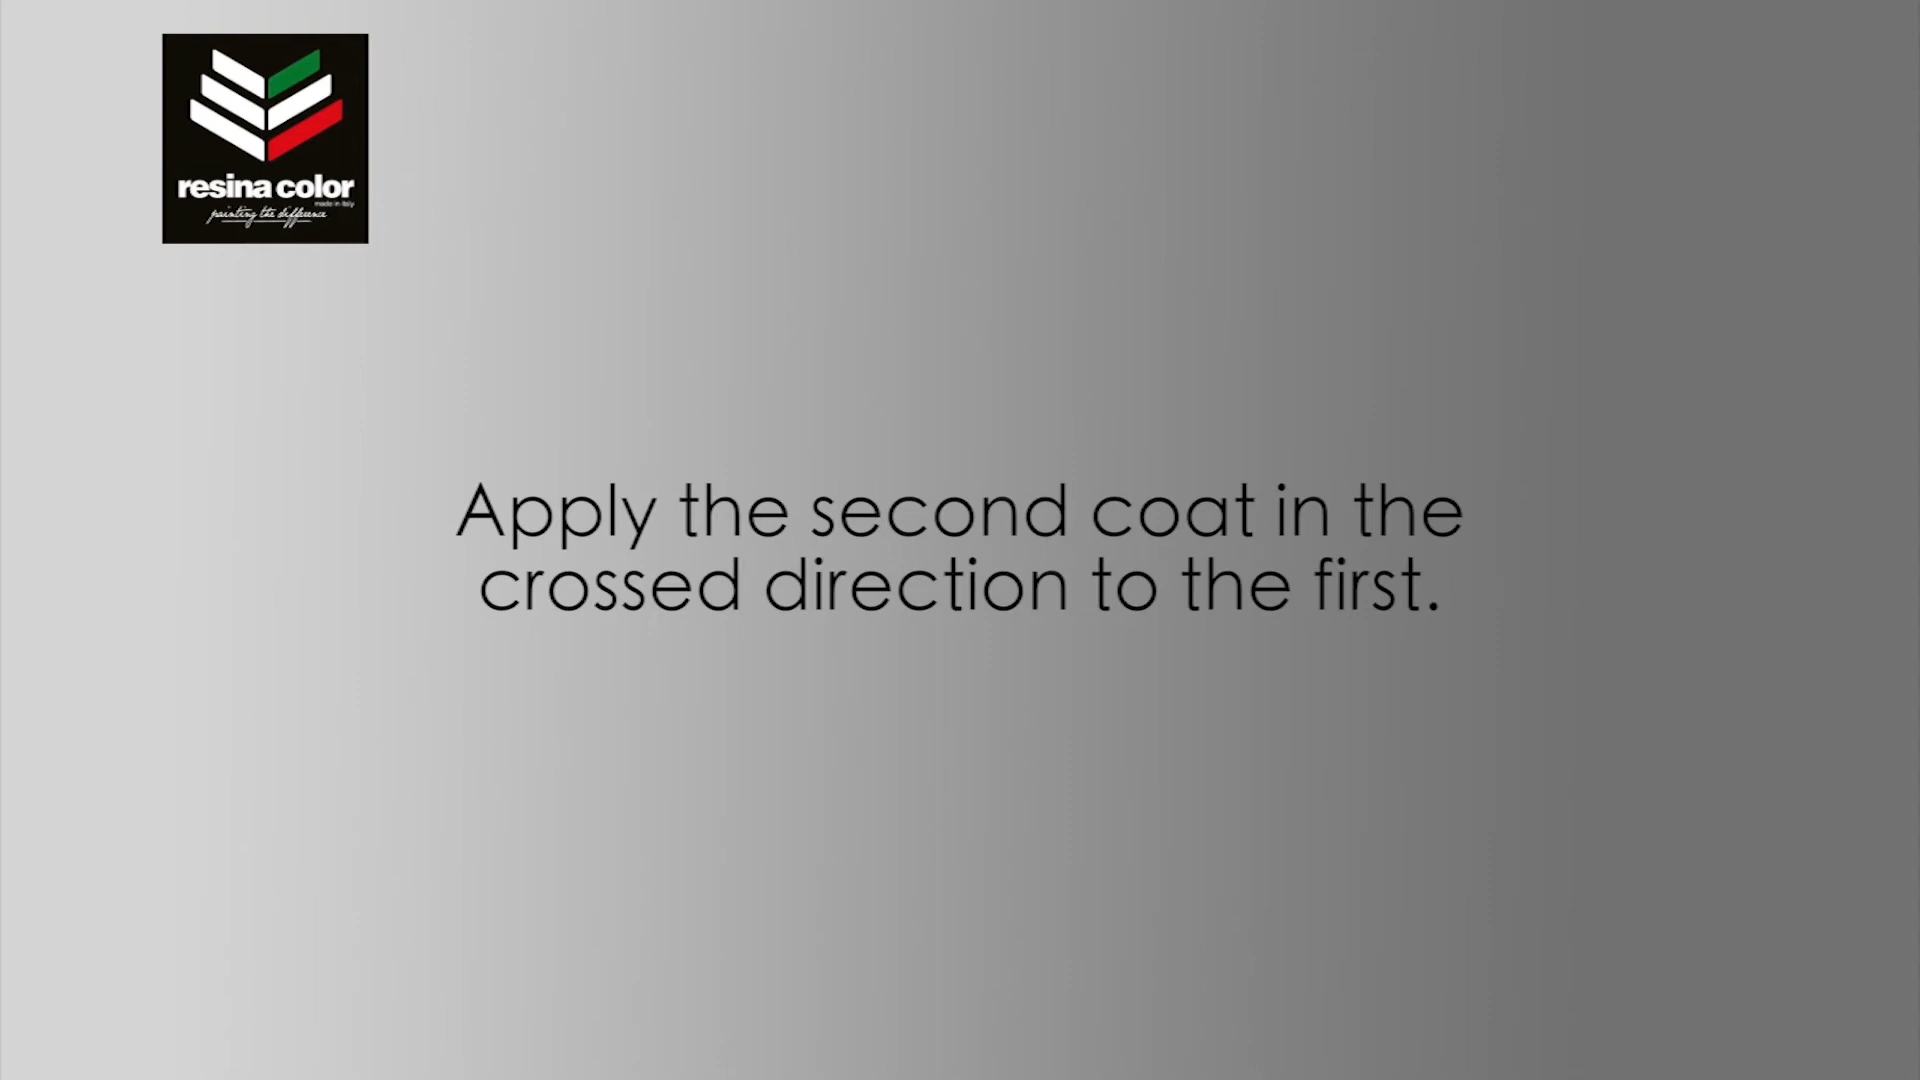 resina color
made in italy
painting the difference
Apply the second coat in the
crossed direction to the first.